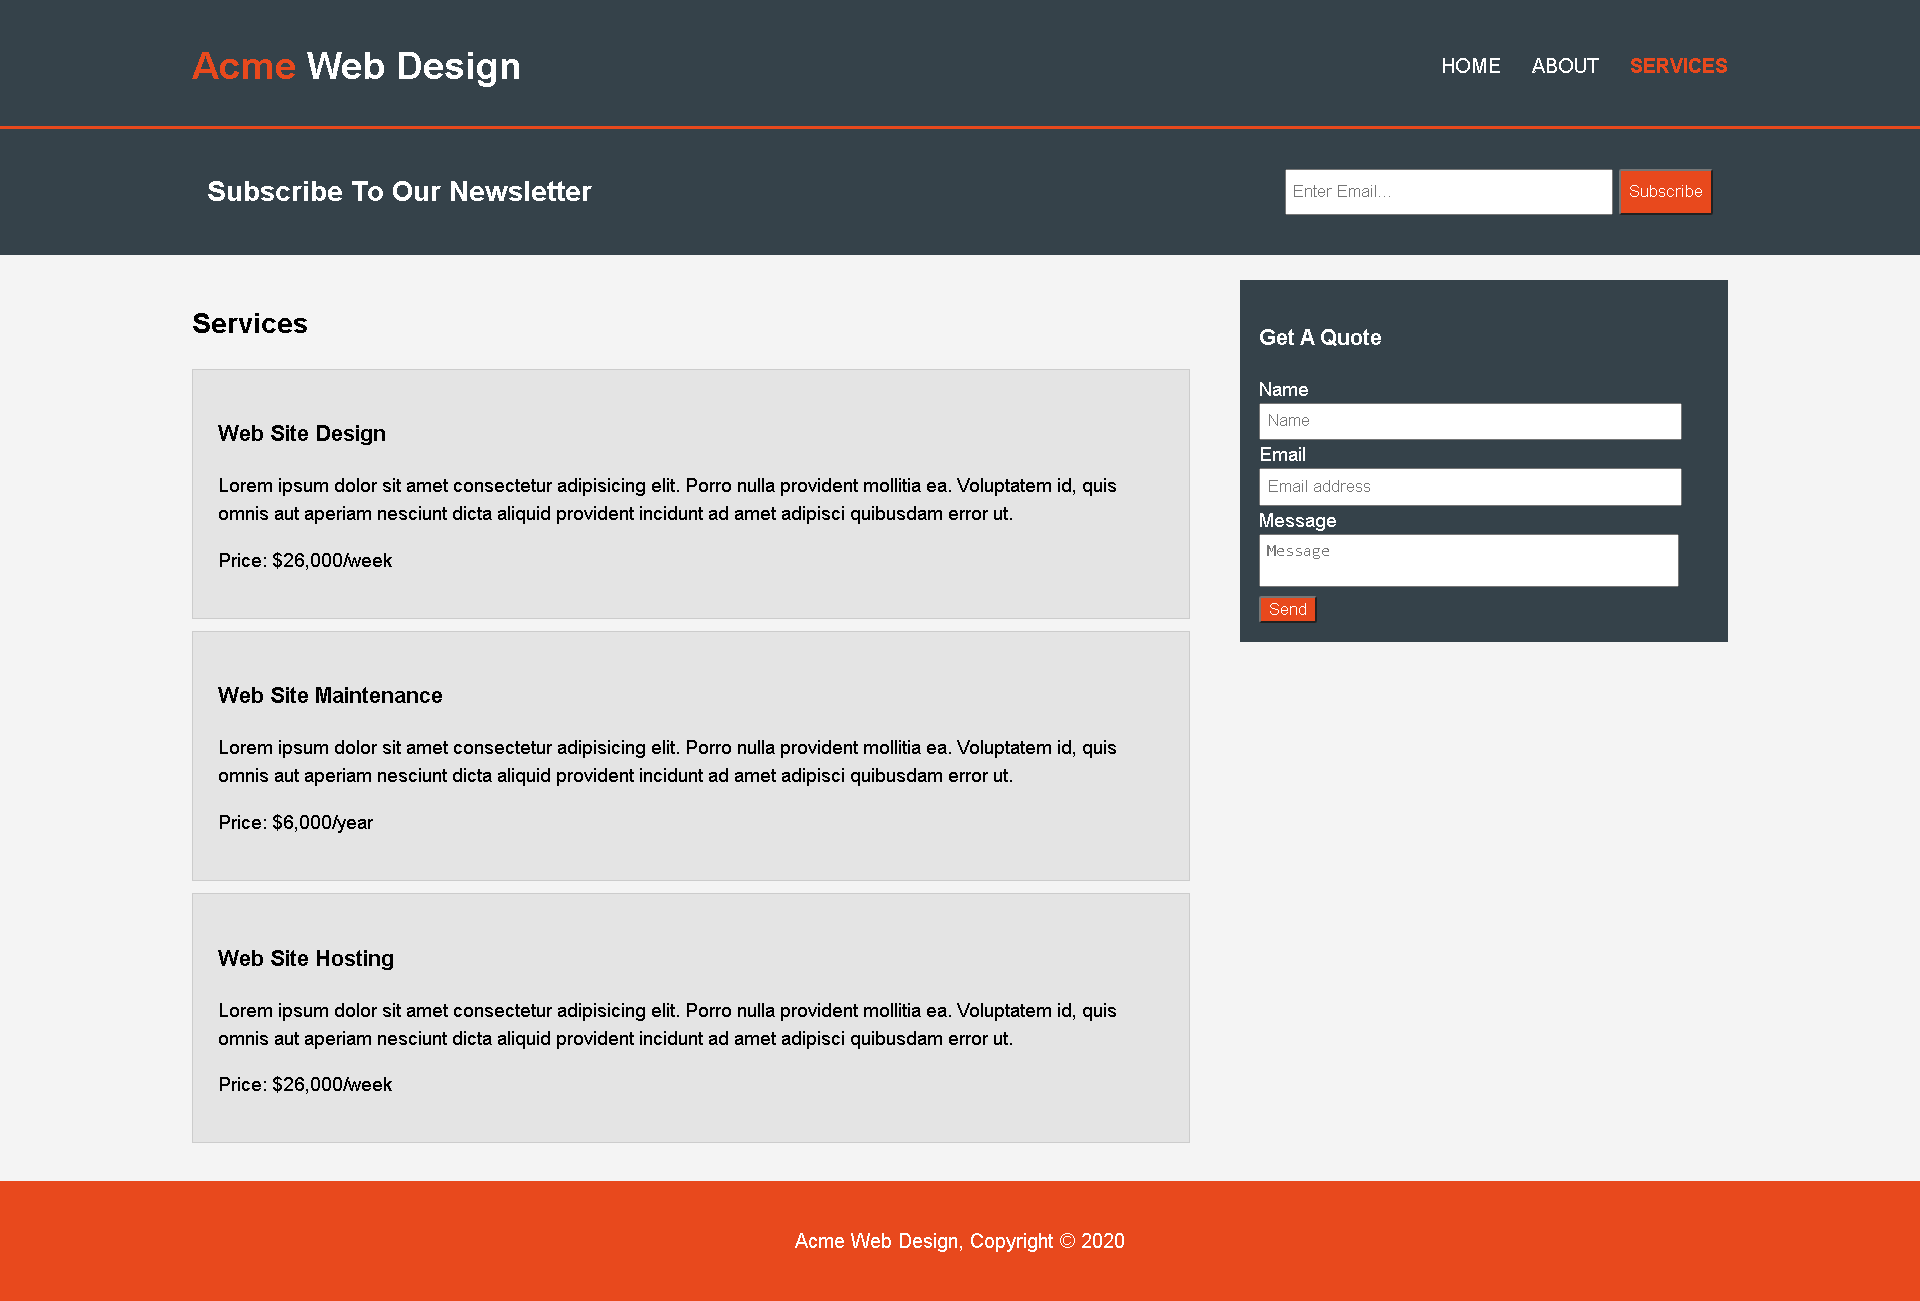 Acme Web Design
HOME ABOUT SERVICES
Subscribe To Our Newsletter
Enter Email...
Subscribe
Services
Web Site Design
Lorem ipsum dolor sit amet consectetur adipisicing elit. Porro nulla provident mollitia ea. Voluptatem id, quis
omnis aut aperiam nesciunt dicta aliquid provident incidunt ad amet adipisci quibusdam error ut.
Price: $26,000/week
Web Site Maintenance
Lorem ipsum dolor sit amet consectetur adipisicing elit. Porro nulla provident mollitia ea. Voluptatem id, quis
omnis aut aperiam nesciunt dicta aliquid provident incidunt ad amet adipisci quibusdam error ut.
Price: $6,000/year
Web Site Hosting
Lorem ipsum dolor sit amet consectetur adipisicing elit. Porro nulla provident mollitia ea. Voluptatem id, quis
omnis aut aperiam nesciunt dicta aliquid provident incidunt ad amet adipisci quibusdam error ut.
Price: $26,000/week
Get A Quote
Name
Name
Email
Email address
Message
Message
Send
Acme Web Design, Copyright © 2020